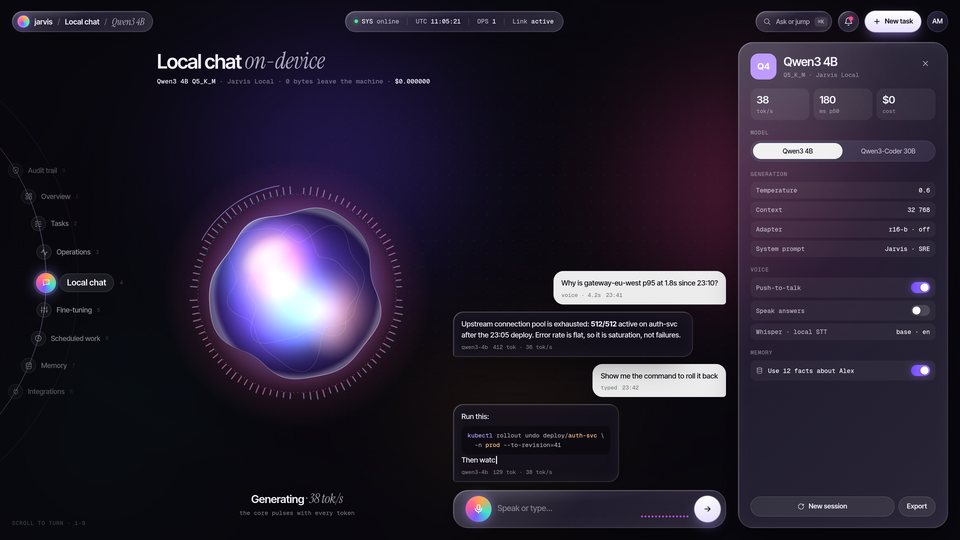 jarvis / Local chat / Qwen3 4B
SYS online UTC 11:05:21 OPS 1 Link active
Ask or jump ⌘K
+ New task
AM
Local chat on-device
Qwen3 4B Q5_K_M · Jarvis Local · 0 bytes leave the machine · $0.000000
Audit trail
Overview
Tasks 2
Operations 3
Local chat 4
Fine-tuning 5
Scheduled work 6
Memory 7
Integrations
SCROLL TO TURN · 1-9
Generating · 38 tok/s
the core pulses with every token
Why is gateway-eu-west p95 at 1.8s since 23:10?
voice · 4.2s 23:41
Upstream connection pool is exhausted: 512/512 active on auth-svc
after the 23:05 deploy. Error rate is flat, so it is saturation, not failures.
qwen3-4b 412 tok · 36 tok/s
Show me the command to roll it back
typed 23:42
Run this:
kubectl rollout undo deploy/auth-svc \
-n prod --to-revision=41
Then watc
qwen3-4b 129 tok · 38 tok/s
Speak or type...
Q4
Qwen3 4B
Q5_K_M · Jarvis Local
38 180 $0
tok/s ms p50 cost
MODEL
Qwen3 4B Qwen3-Coder 30B
GENERATION
Temperature 0.6
Context 32 768
Adapter r16-b · off
System prompt Jarvis · SRE
VOICE
Push-to-talk
Speak answers
Whisper · local STT base · en
MEMORY
Use 12 facts about Alex
New session
Export